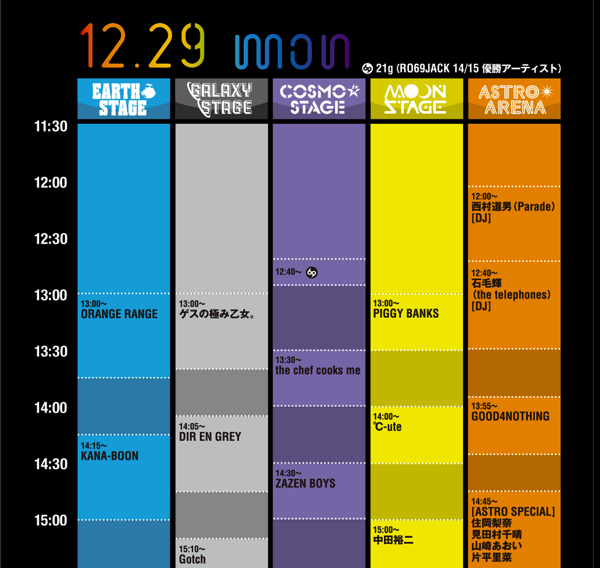 12.29 mon
6p 21g (RO69JACK 14/15 優勝アーティスト)
EARTH STAGE
GALAXY STAGE
COSMO STAGE
MOON STAGE
ASTRO ARENA
11:30
12:00
12:30
13:00
13:30
14:00
14:30
15:00
13:00~
ORANGE RANGE
14:15~
KANA-BOON
13:00~
ゲスの極み乙女。
14:05~
DIR EN GREY
15:10~
Gotch
12:40~ 6p
13:30~
the chef cooks me
14:30~
ZAZEN BOYS
13:00~
PIGGY BANKS
14:00~
℃-ute
15:00~
中田裕二
12:00~
西村道男(Parade)
[DJ]
12:40~
石毛輝
(the telephones)
[DJ]
13:55~
GOOD4NOTHING
14:45~
[ASTRO SPECIAL]
住岡梨奈
見田村千晴
山崎あおい
片平里菜